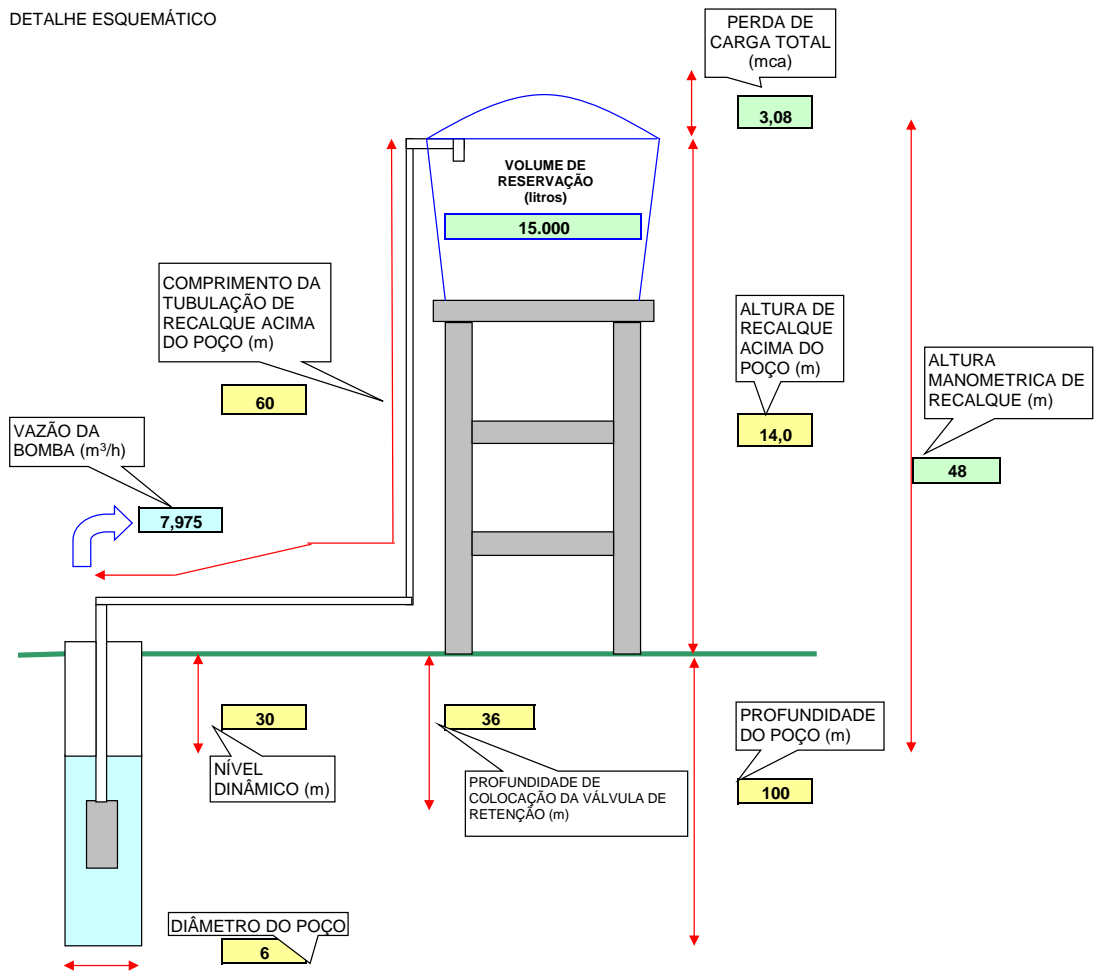 DETALHE ESQUEMÁTICO
PERDA DE
CARGA TOTAL
(mca)
3,08
VOLUME DE
RESERVAÇÃO
(litros)
15.000
COMPRIMENTO DA
TUBULAÇÃO DE
RECALQUE ACIMA
DO POÇO (m)
60
ALTURA DE
RECALQUE
ACIMA DO
POÇO (m)
14,0
ALTURA
MANOMETRICA DE
RECALQUE (m)
48
VAZÃO DA
BOMBA (m³/h)
7,975
30
NÍVEL
DINÂMICO (m)
36
PROFUNDIDADE DE
COLOCAÇÃO DA VÁLVULA DE
RETENÇÃO (m)
PROFUNDIDADE
DO POÇO (m)
100
DIÂMETRO DO POÇO
6